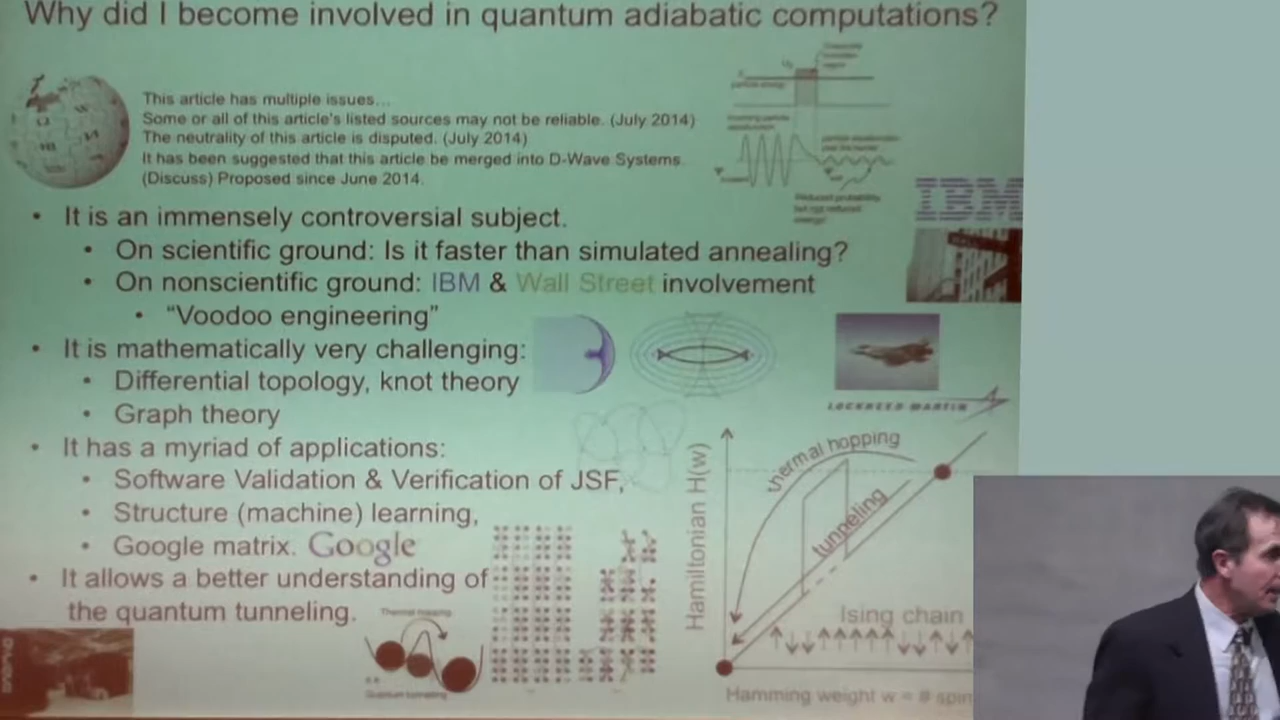 Why did I become involved in quantum adiabatic computations?
This article has multiple issues...
Some or all of this article's listed sources may not be reliable. (July 2014)
The neutrality of this article is disputed. (July 2014)
It has been suggested that this article be merged into D-Wave Systems.
(Discuss) Proposed since June 2014.
IBM
• It is an immensely controversial subject.
• On scientific ground: Is it faster than simulated annealing?
• On nonscientific ground: IBM & Wall Street involvement
• “Voodoo engineering”
• It is mathematically very challenging:
• Differential topology, knot theory
• Graph theory
LOCKHEED MARTIN
• It has a myriad of applications:
• Software Validation & Verification of JSF,
• Structure (machine) learning,
• Google matrix. Google
• It allows a better understanding of
the quantum tunneling.
Thermal hopping
Quantum tunneling
Hamiltonian H(w)
thermal hopping
tunneling
Ising chain
Hamming weight w = # spin